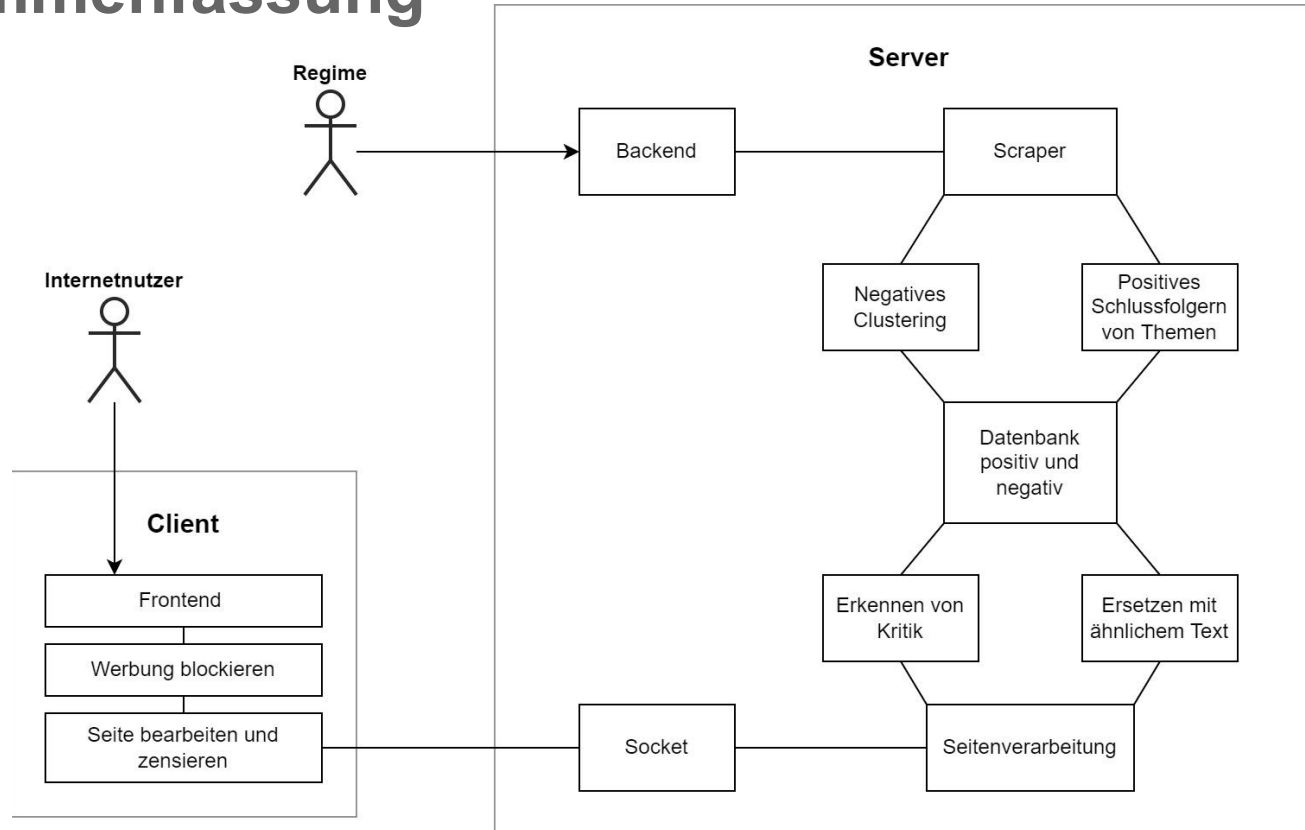 Server
Regime
Backend
Scraper
Internetnutzer
Negatives
Clustering
Positives
Schlussfolgern
von Themen
Datenbank
positiv und
negativ
Client
Frontend
Erkennen von
Kritik
Ersetzen mit
ähnlichem Text
Werbung blockieren
Seite bearbeiten und
zensieren
Socket
Seitenverarbeitung